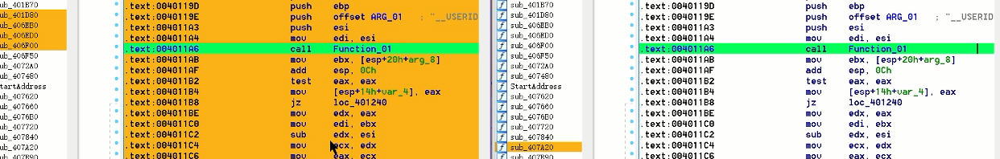 sub_401B70
sub_401D80
sub_406EB0
sub_406ED0
sub_406F00
sub_406F50
sub_4072A0
sub_407480
StartAddress
sub_407620
sub_407660
sub_4076B0
sub_407720
sub_407840
sub_407A20
sub_407B90
.text:0040119D push ebp
.text:0040119E push offset ARG_01 ; "__USERID
.text:004011A3 push esi
.text:004011A4 mov edi, esi
.text:004011A6 call Function_01
.text:004011AB mov ebx, [esp+20h+arg_8]
.text:004011AF add esp, 0Ch
.text:004011B2 test eax, eax
.text:004011B4 mov [esp+14h+var_4], eax
.text:004011B8 jz loc_401240
.text:004011BE mov edx, eax
.text:004011C0 mov edi, ebx
.text:004011C2 sub edx, esi
.text:004011C4 mov ecx, edx
.text:004011C6 mov eax, ecx
sub_401B70
sub_401D80
sub_406EB0
sub_406ED0
sub_406F00
sub_406F50
sub_4072A0
sub_407480
StartAddress
sub_407620
sub_407660
sub_4076B0
sub_407720
sub_407840
sub_407A20
sub_407B90
.text:0040119D push ebp
.text:0040119E push offset ARG_01 ; "__USERID
.text:004011A3 push esi
.text:004011A4 mov edi, esi
.text:004011A6 call Function_01
.text:004011AB mov ebx, [esp+20h+arg_8]
.text:004011AF add esp, 0Ch
.text:004011B2 test eax, eax
.text:004011B4 mov [esp+14h+var_4], eax
.text:004011B8 jz loc_401240
.text:004011BE mov edx, eax
.text:004011C0 mov edi, ebx
.text:004011C2 sub edx, esi
.text:004011C4 mov ecx, edx
.text:004011C6 mov eax, ecx